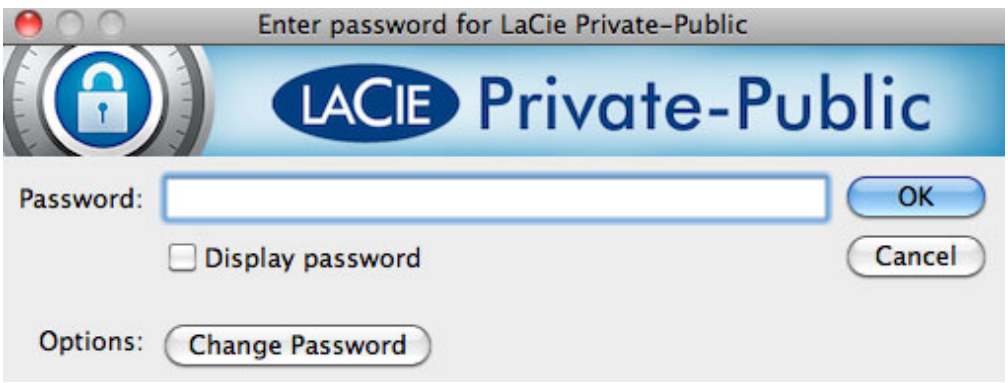 Enter password for LaCie Private-Public
LACIE Private-Public
Password:
OK
Display password
Cancel
Options: Change Password